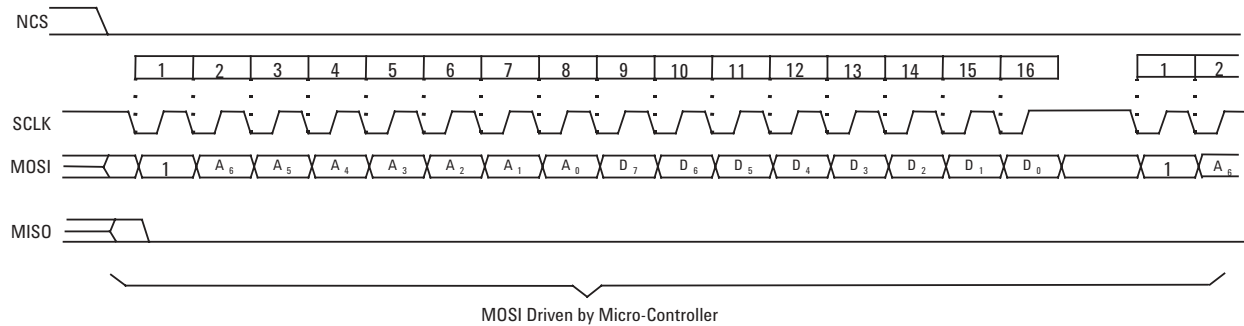 NCS
1 2 3 4 5 6 7 8 9 10 11 12 13 14 15 16 1 2
SCLK
MOSI 1 A6 A5 A4 A3 A2 A1 A0 D7 D6 D5 D4 D3 D2 D1 D0 1 A6
MISO
MOSI Driven by Micro-Controller